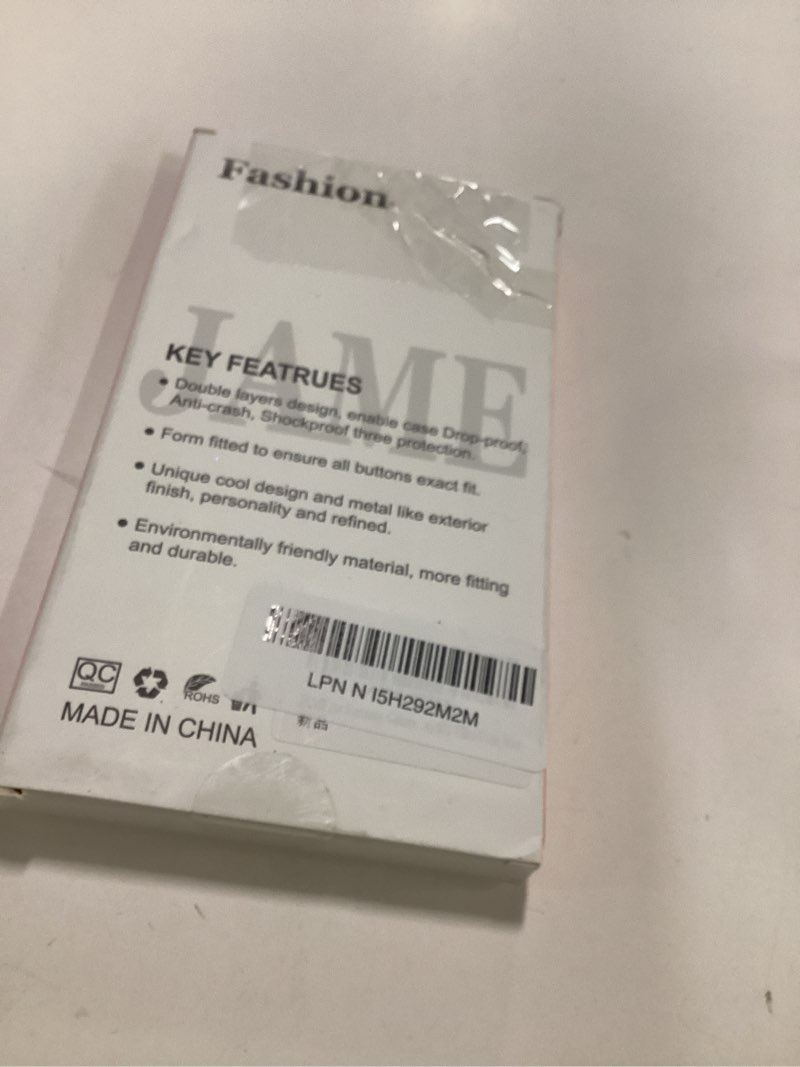 Fashion
JAME
KEY FEATRUES
• Double layers design, enable case Drop-proof,
Anti-crash, Shockproof three protection.
• Form fitted to ensure all buttons exact fit.
• Unique cool design and metal like exterior
finish, personality and refined.
• Environmentally friendly material, more fitting
and durable.
LPN N I5H292M2M
QC
ROHS
新品
MADE IN CHINA